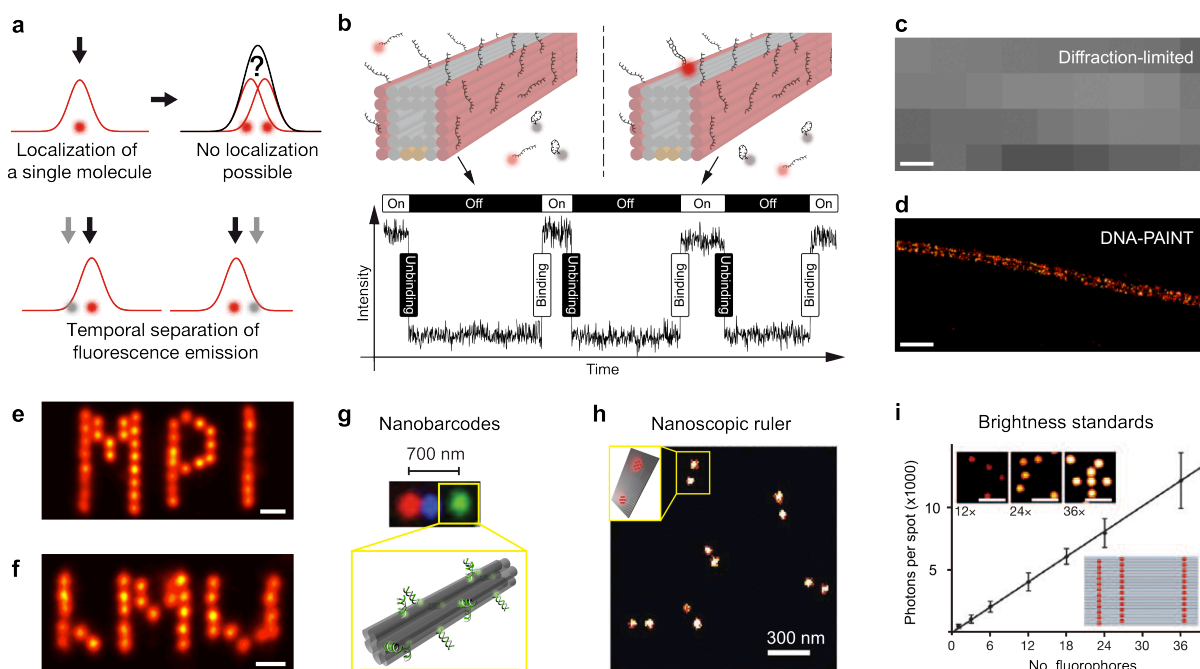 a
?
Localization of
a single molecule
No localization
possible
Temporal separation of
fluorescence emission
b
On
Off
On
Off
On
Off
On
Intensity
Unbinding
Binding
Unbinding
Binding
Unbinding
Binding
Time
c
Diffraction-limited
d
DNA-PAINT
e
MPI
f
LMU
g
Nanobarcodes
700 nm
h
Nanoscopic ruler
300 nm
i
Brightness standards
Photons per spot (x1000)
10
5
12×
24×
36×
0
6
12
18
24
30
36
No. fluorophores